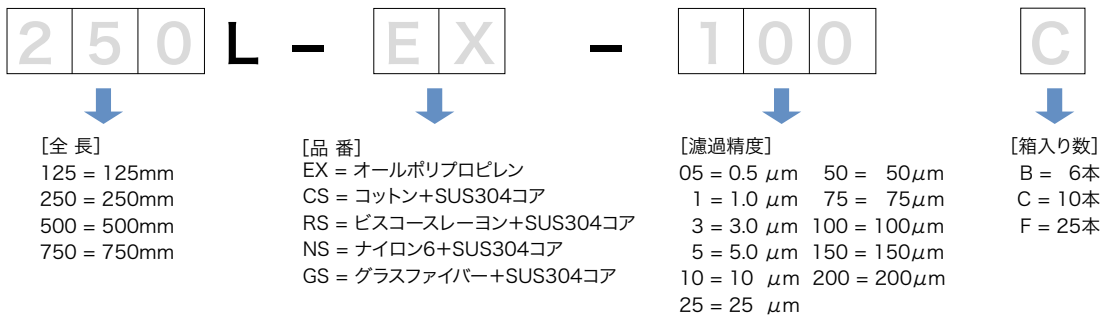 250 L - EX - 100 C
[全 長]
125 = 125mm
250 = 250mm
500 = 500mm
750 = 750mm
[品 番]
EX = オールポリプロピレン
CS = コットン+SUS304コア
RS = ビスコースレーヨン+SUS304コア
NS = ナイロン6+SUS304コア
GS = グラスファイバー+SUS304コア
[濾過精度]
05 = 0.5 μm 50 = 50μm
1 = 1.0 μm 75 = 75μm
3 = 3.0 μm 100 = 100μm
5 = 5.0 μm 150 = 150μm
10 = 10 μm 200 = 200μm
25 = 25 μm
[箱入り数]
B = 6本
C = 10本
F = 25本